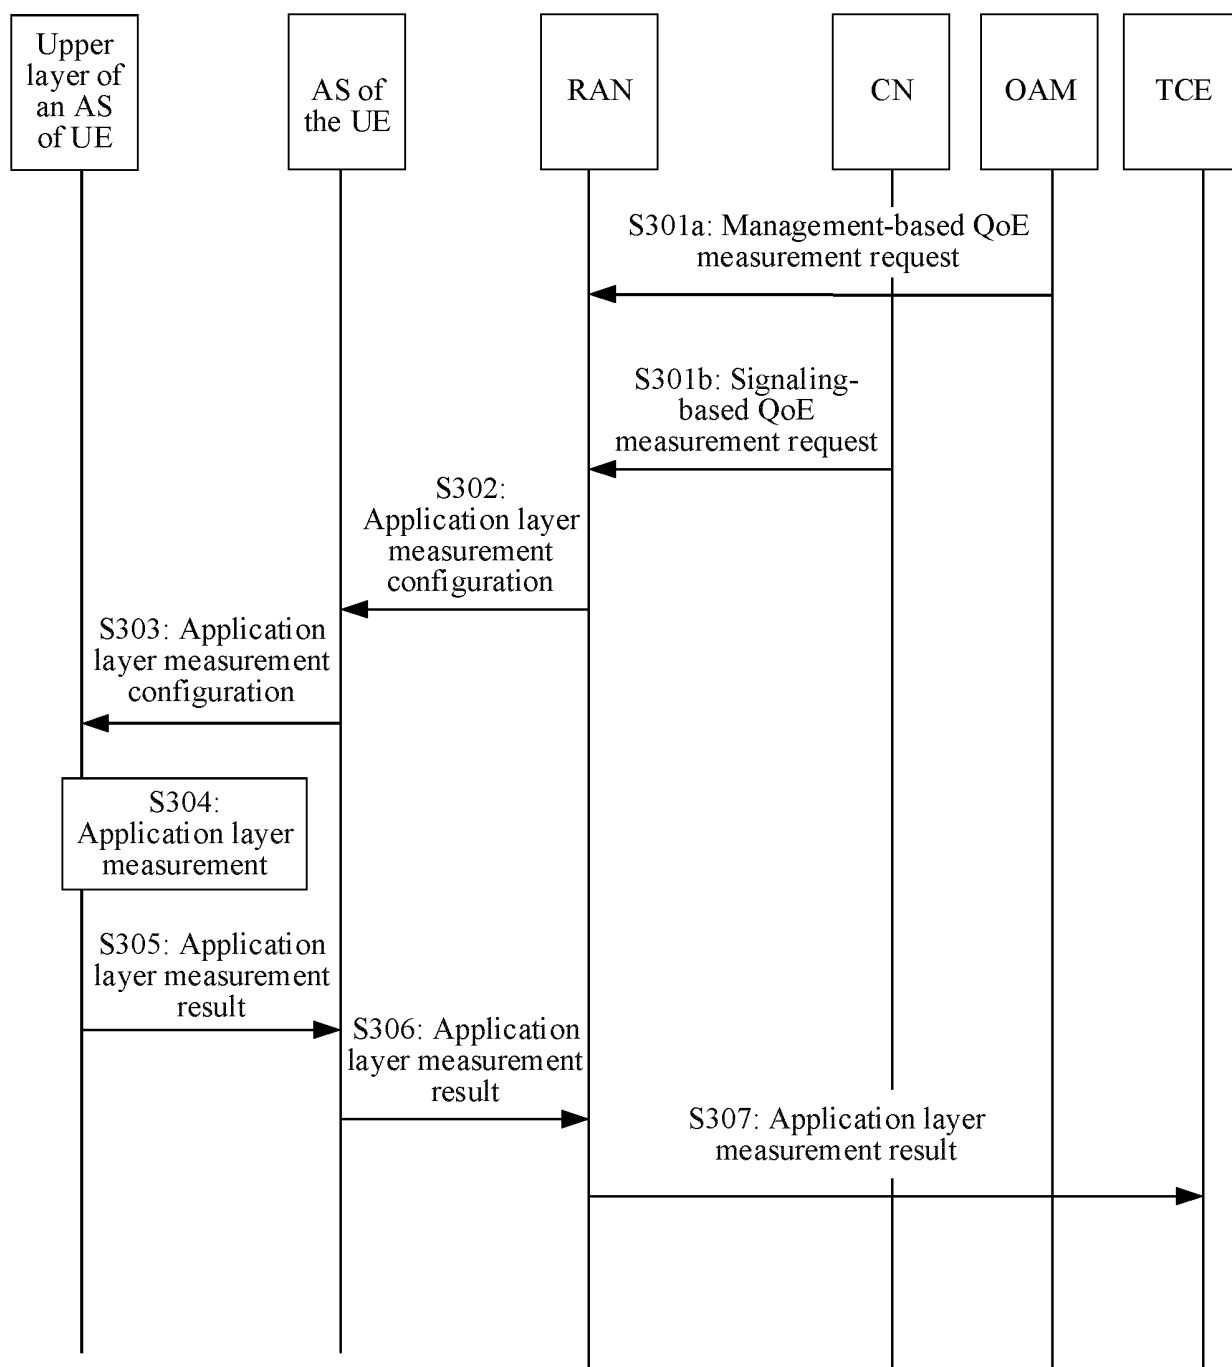 Upper
layer of
an AS
of UE
AS of
the UE
RAN
CN
OAM
TCE
S301a: Management-based QoE
measurement request
S301b: Signaling-
based QoE
measurement request
S302:
Application layer
measurement
configuration
S303: Application
layer measurement
configuration
S304:
Application layer
measurement
S305: Application
layer measurement
result
S306: Application
layer measurement
result
S307: Application layer
measurement result